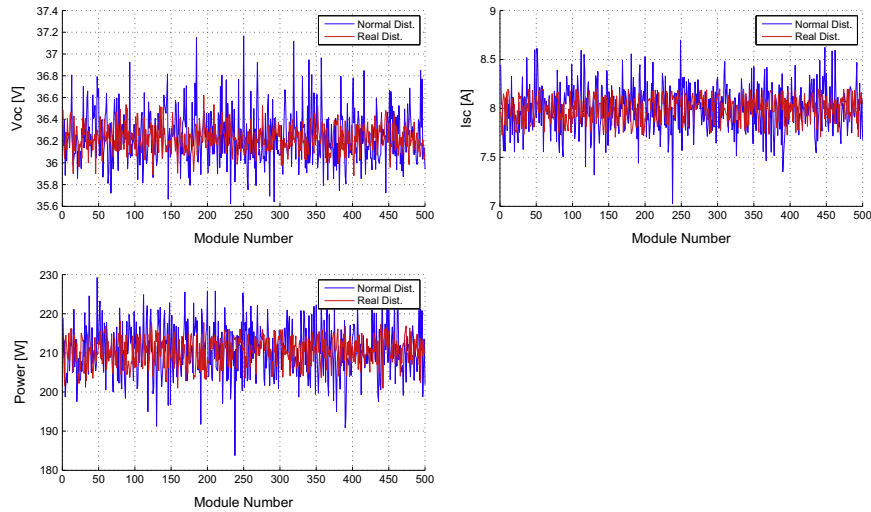 37.4
37.2
37
36.8
36.6
36.4
36.2
36
35.8
35.6
Voc [V]
0 50 100 150 200 250 300 350 400 450 500
Module Number
Normal Dist.
Real Dist.
9
8.5
8
7.5
7
Isc [A]
0 50 100 150 200 250 300 350 400 450 500
Module Number
Normal Dist.
Real Dist.
230
220
210
200
190
180
Power [W]
0 50 100 150 200 250 300 350 400 450 500
Module Number
Normal Dist.
Real Dist.